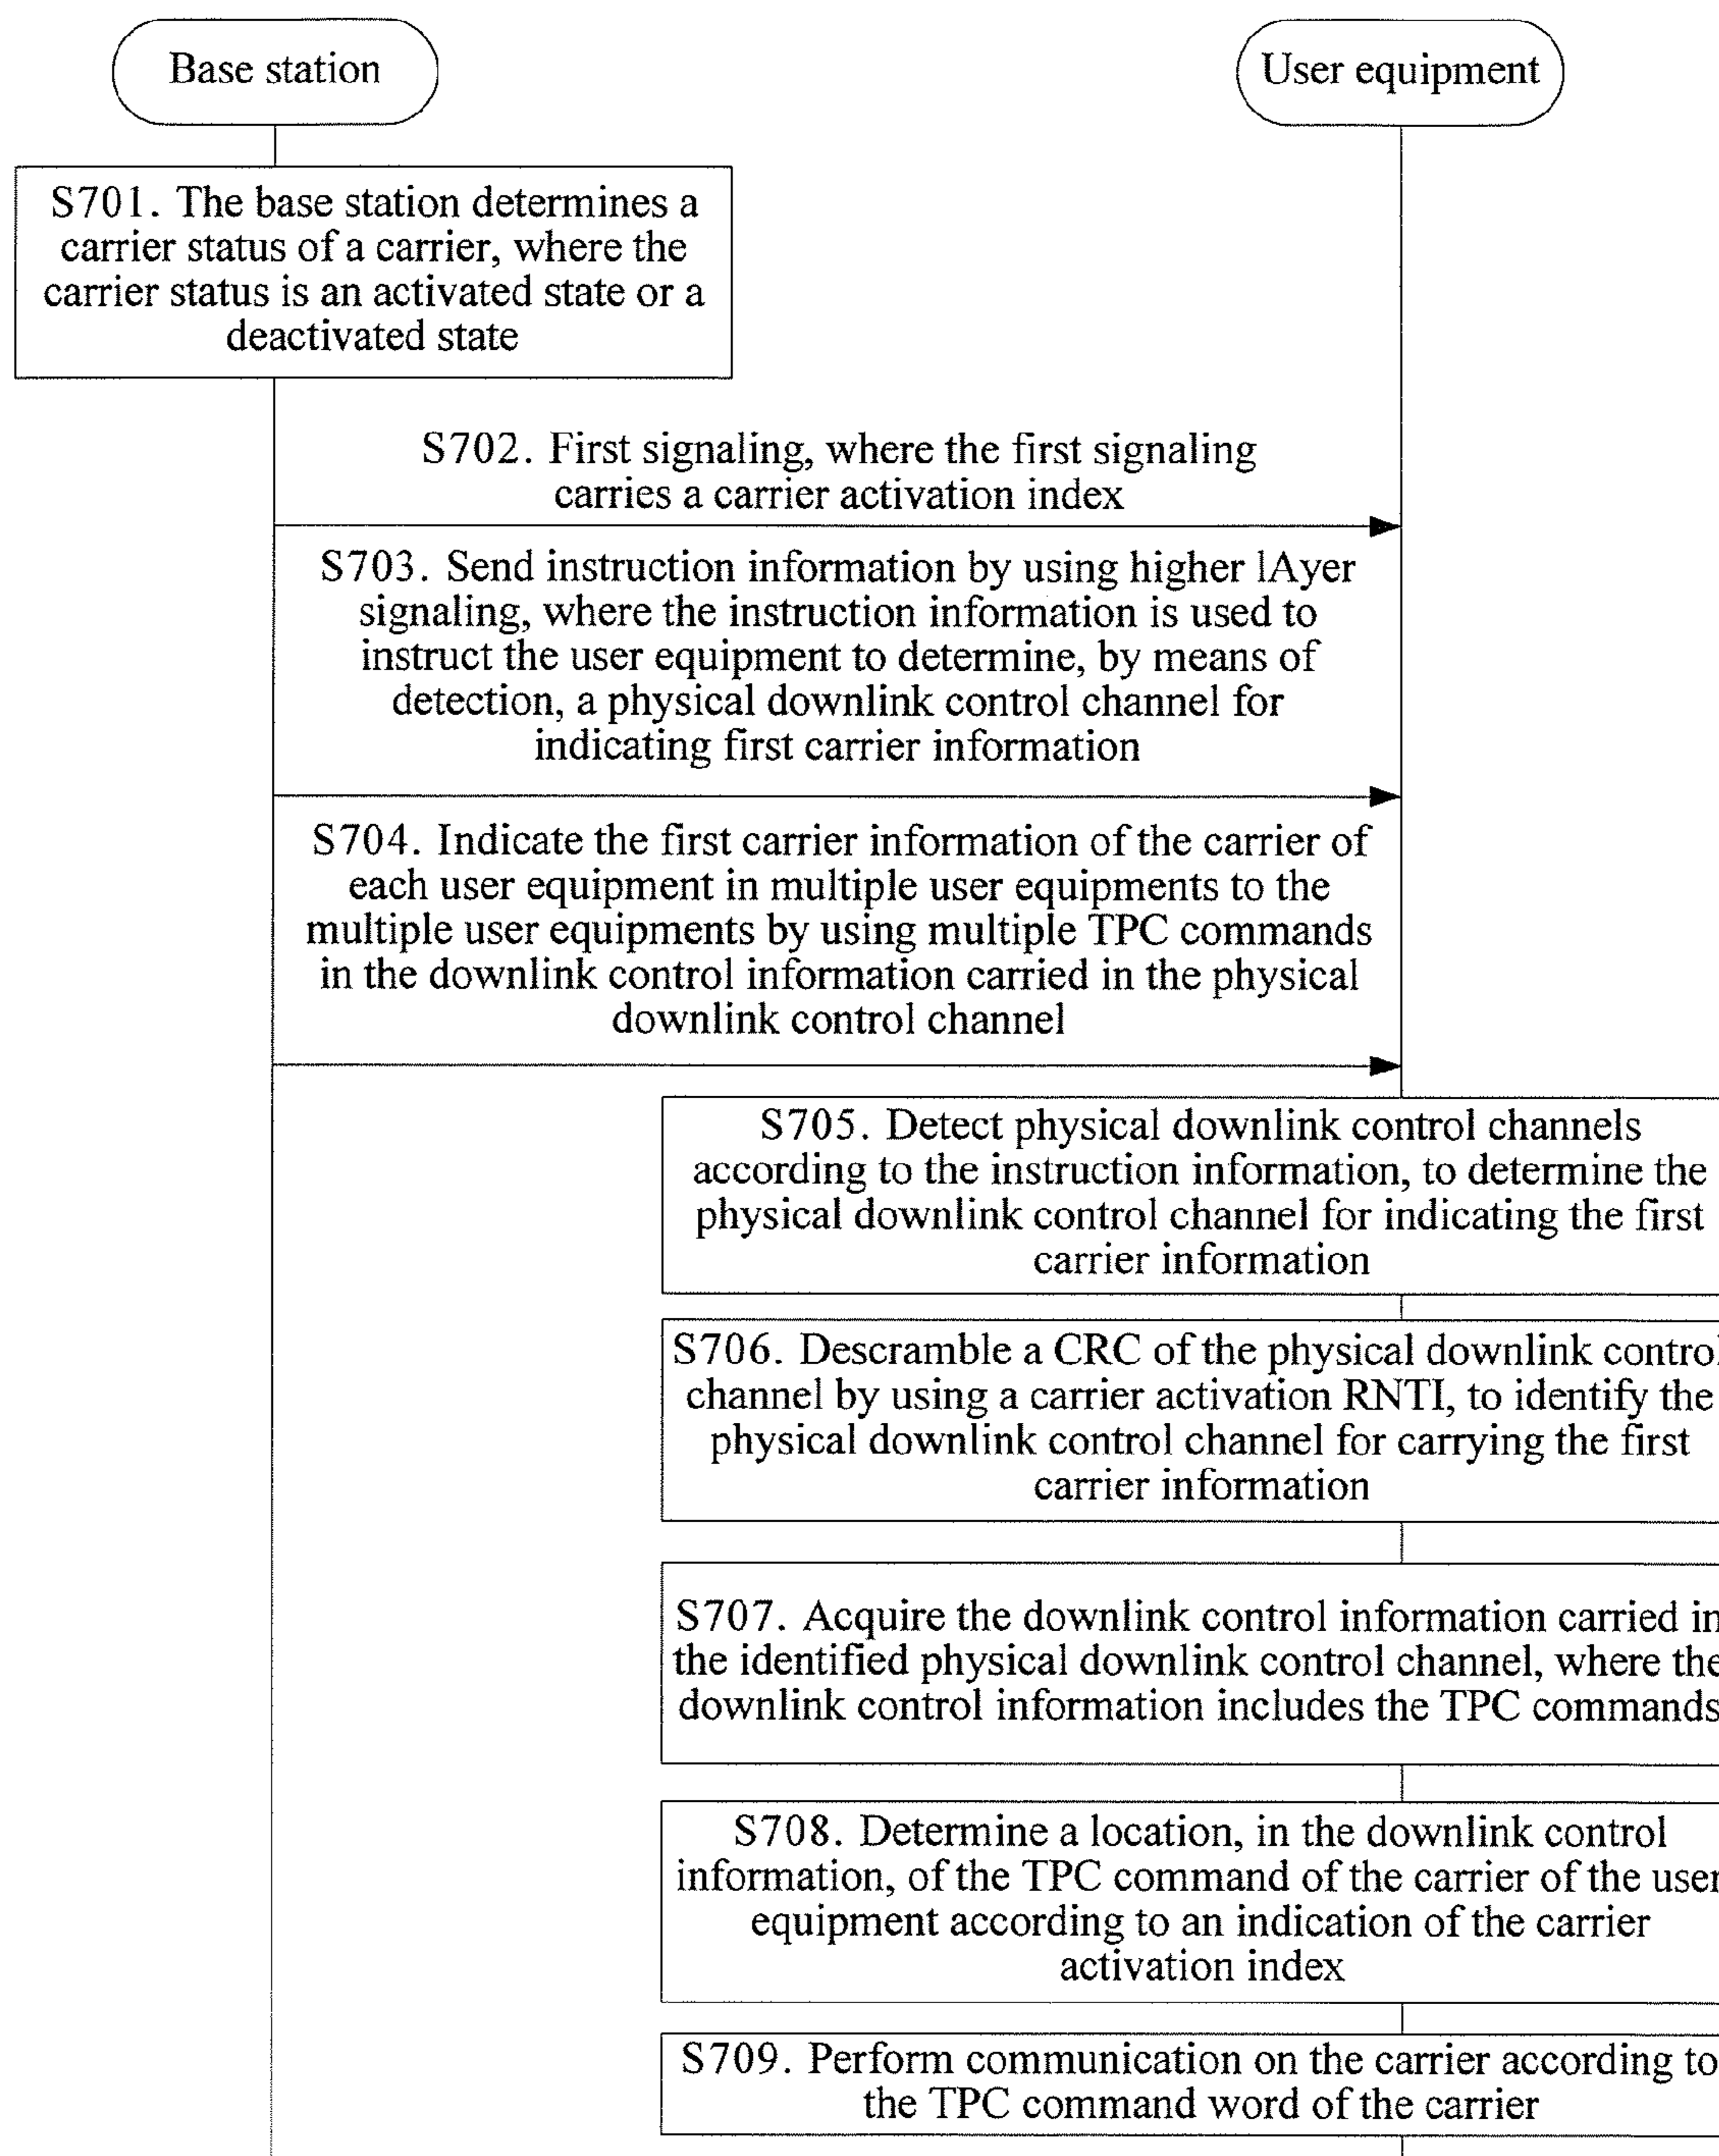 Base station
User equipment
S701. The base station determines a
carrier status of a carrier, where the
carrier status is an activated state or a
deactivated state
S702. First signaling, where the first signaling
carries a carrier activation index
S703. Send instruction information by using higher lAyer
signaling, where the instruction information is used to
instruct the user equipment to determine, by means of
detection, a physical downlink control channel for
indicating first carrier information
S704. Indicate the first carrier information of the carrier of
each user equipment in multiple user equipments to the
multiple user equipments by using multiple TPC commands
in the downlink control information carried in the physical
downlink control channel
S705. Detect physical downlink control channels
according to the instruction information, to determine the
physical downlink control channel for indicating the first
carrier information
S706. Descramble a CRC of the physical downlink control
channel by using a carrier activation RNTI, to identify the
physical downlink control channel for carrying the first
carrier information
S707. Acquire the downlink control information carried in
the identified physical downlink control channel, where the
downlink control information includes the TPC commands
S708. Determine a location, in the downlink control
information, of the TPC command of the carrier of the user
equipment according to an indication of the carrier
activation index
S709. Perform communication on the carrier according to
the TPC command word of the carrier